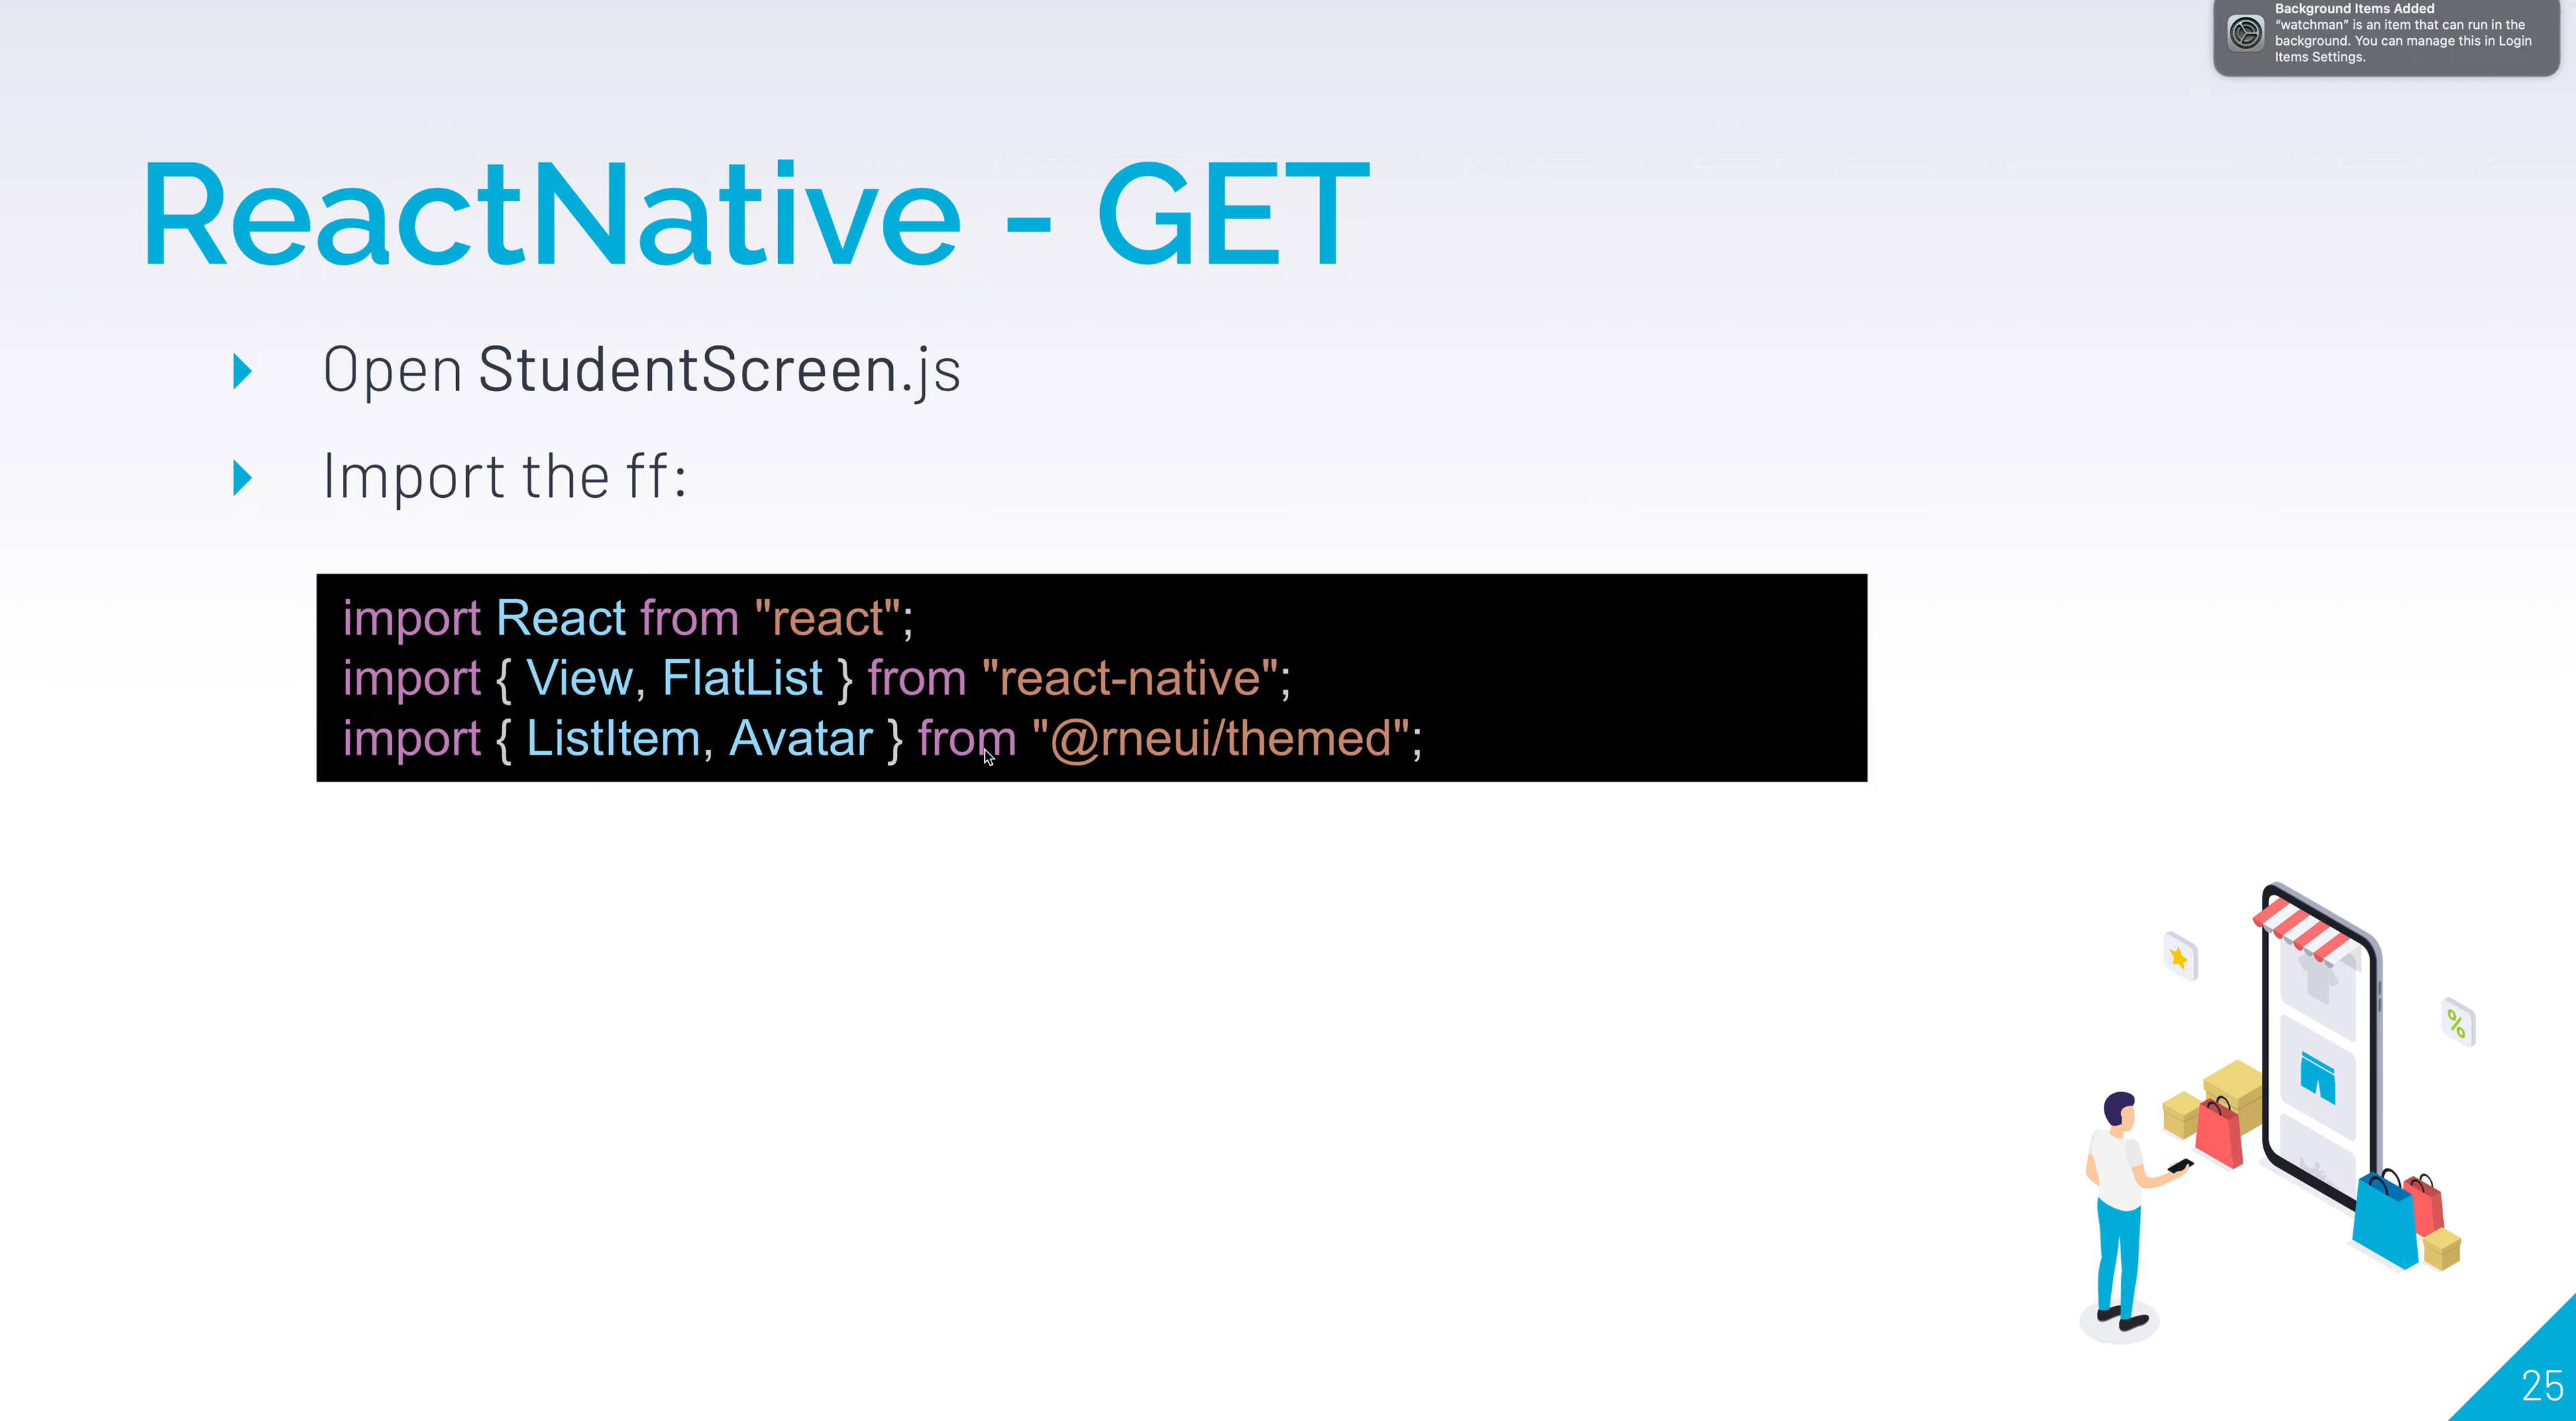 Background Items Added
“watchman” is an item that can run in the
background. You can manage this in Login
Items Settings.
ReactNative - GET
Open StudentScreen.js
Import the ff:
import React from "react";
import { View, FlatList } from "react-native";
import { ListItem, Avatar } from "@rneui/themed";
%
25